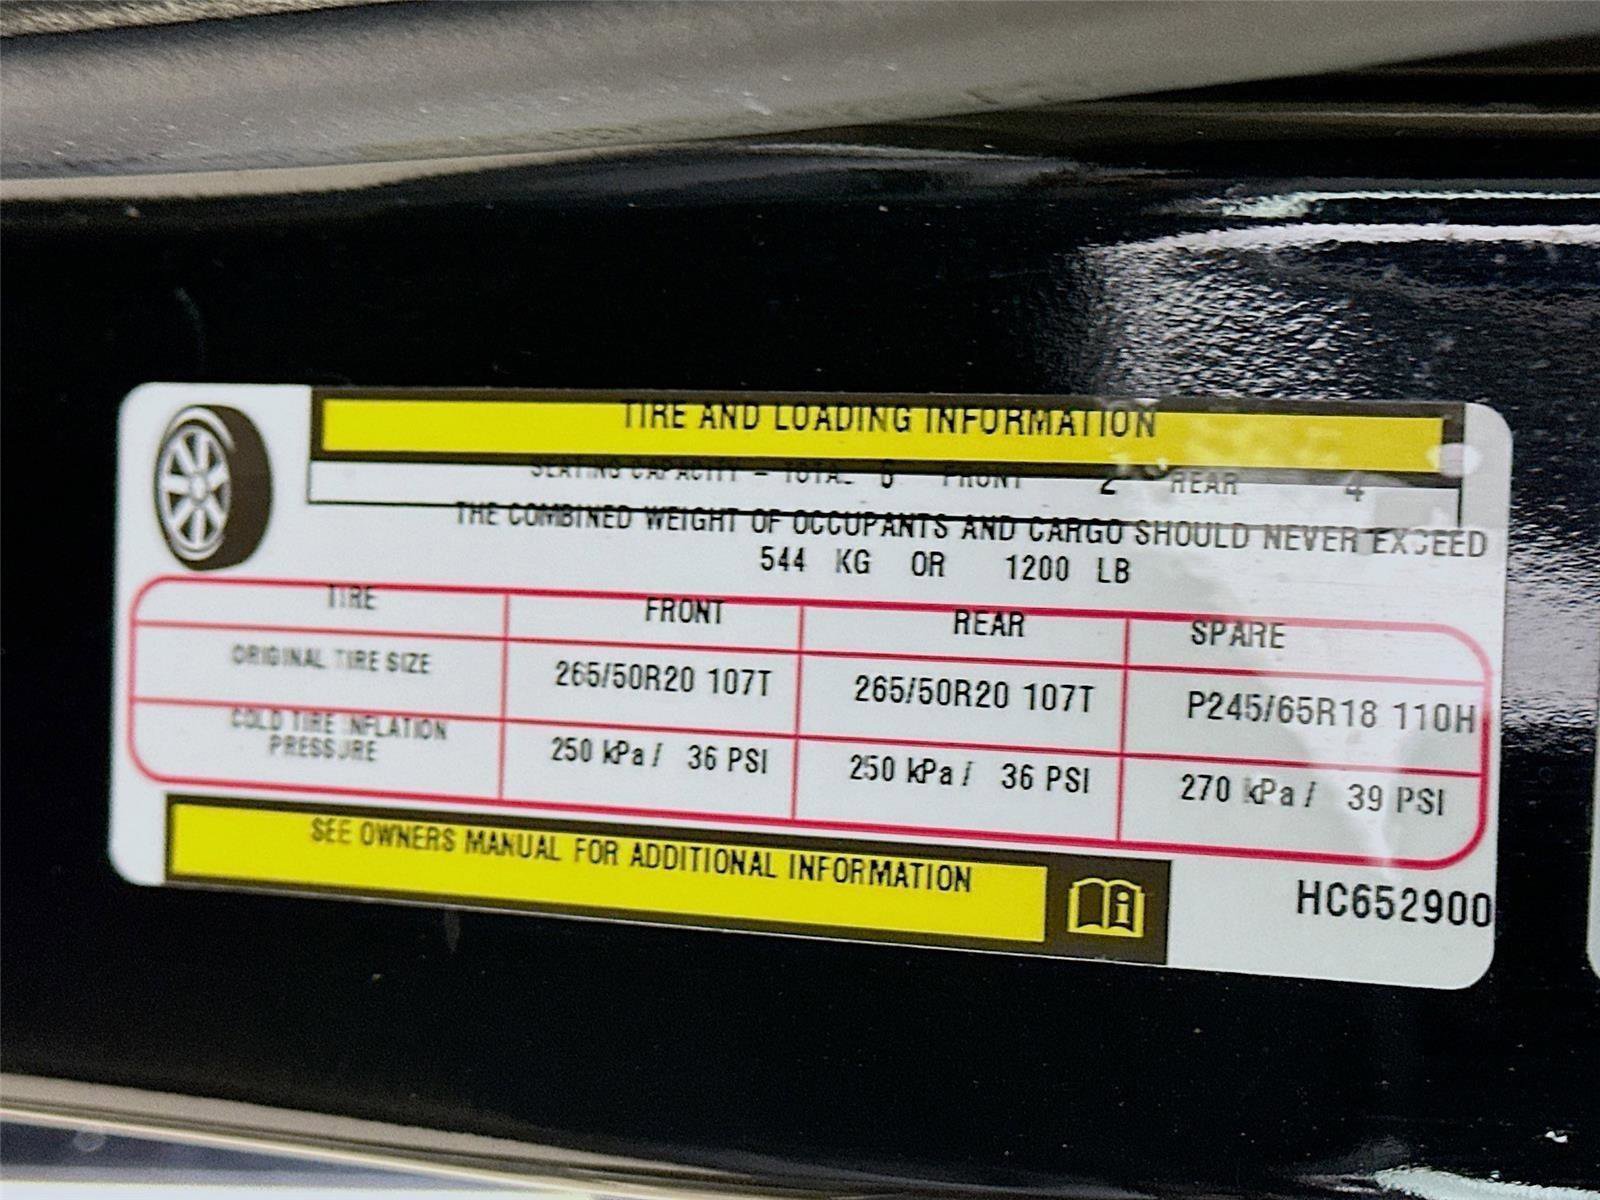 TIRE AND LOADING INFORMATION
SEATING CAPACITY - TOTAL 6 FRONT 2 REAR 4
THE COMBINED WEIGHT OF OCCUPANTS AND CARGO SHOULD NEVER EXCEED
544 KG OR 1200 LB
TIRE FRONT REAR SPARE
ORIGINAL TIRE SIZE 265/50R20 107T 265/50R20 107T P245/65R18 110H
COLD TIRE INFLATION
PRESSURE 250 kPa / 36 PSI 250 kPa / 36 PSI 270 kPa / 39 PSI
SEE OWNERS MANUAL FOR ADDITIONAL INFORMATION
HC652900